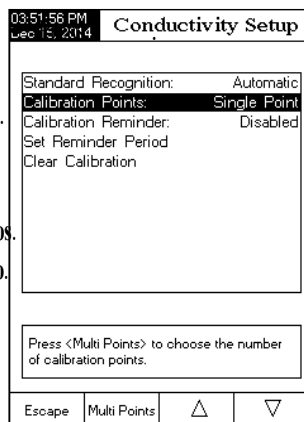 03:51:56 PM
Dec 15, 2014
Conductivity Setup
Standard Recognition: Automatic
Calibration Points: Single Point
Calibration Reminder: Disabled
Set Reminder Period
Clear Calibration
Press <Multi Points> to choose the number
of calibration points.
Escape Multi Points △ ▽